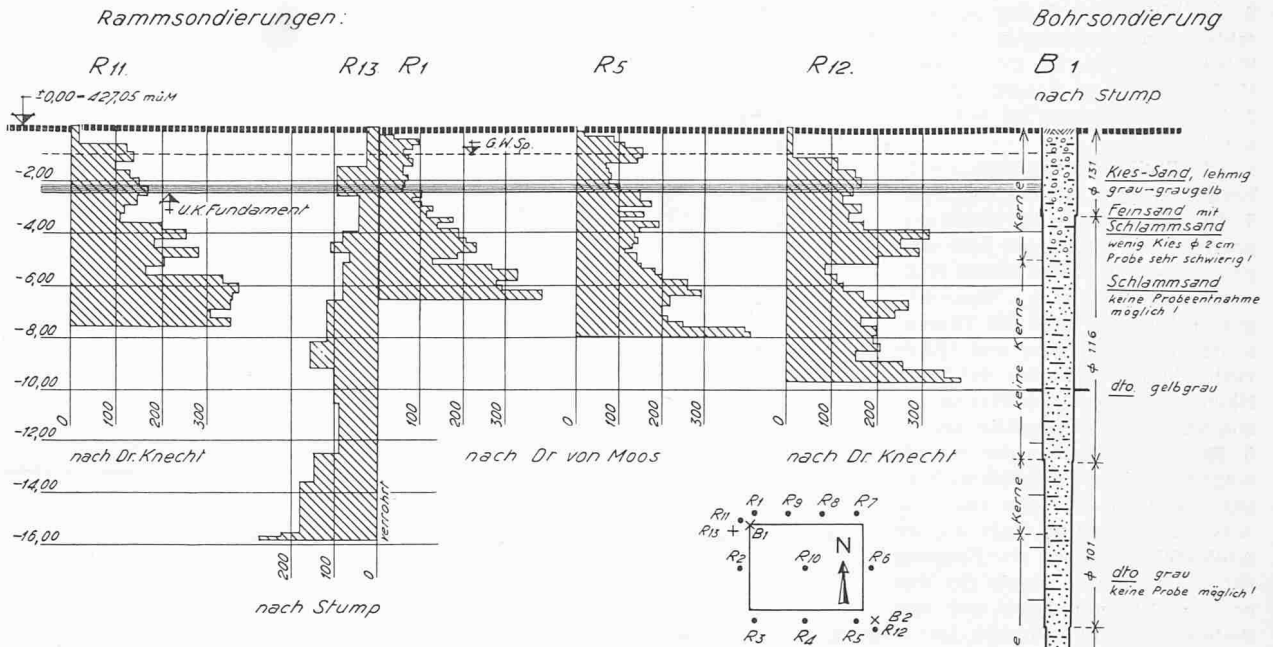 Rammsondierungen:
Bohrsondierung
R11.
R13
R1
R5
R12.
B 1
nach Stump
±0,00 = 427,05 müM
G.W.Sp.
U.K Fundament
-2,00
-4,00
-6,00
-8,00
-10,00
-12,00
-14,00
-16,00
0
100
200
300
nach Dr. Knecht
200
100
0
verrohrt
nach Stump
0
100
200
300
0
100
200
300
nach Dr von Moos
0
100
200
300
nach Dr. Knecht
Kerne
keine Kerne
Kerne
e
ϕ 131
ϕ 116
ϕ 101
Kies-Sand, lehmig
grau-graugelb
Feinsand mit
Schlammsand
wenig Kies ϕ 2 cm
Probe sehr schwierig!
Schlammsand
keine Probeentnahme
möglich!
dto. gelbgrau
dto grau
keine Probe möglich!
R1
R9
R8
R7
R11
R13
B1
R2
R10
N
R6
R3
R4
R5
B2
R12